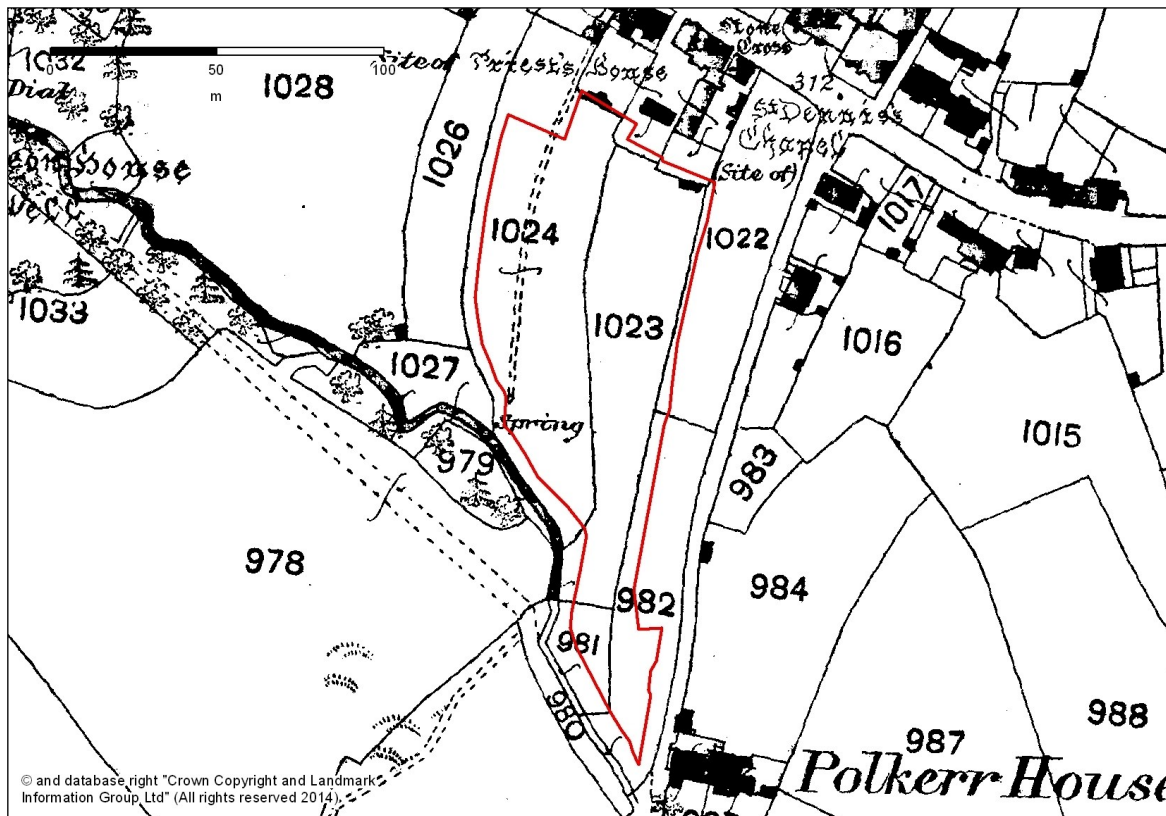 1032
Dial
0
50
100
m
1028
Site of Priest's House
Stone
Cross
312
St. Dennis's
Chapel
(Site of)
1026
1024
1022
1017
1023
1033
1027
1016
Spring
979
983
1015
978
982
984
981
980
988
987
Polkerr House
© and database right "Crown Copyright and Landmark
Information Group Ltd" (All rights reserved 2014).